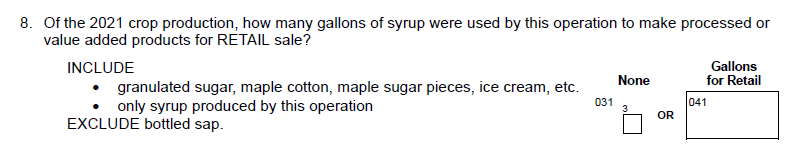 8. Of the 2021 crop production, how many gallons of syrup were used by this operation to make processed or
value added products for RETAIL sale?
INCLUDE
• granulated sugar, maple cotton, maple sugar pieces, ice cream, etc.
• only syrup produced by this operation
EXCLUDE bottled sap.
None
031 3
OR
Gallons
for Retail
041